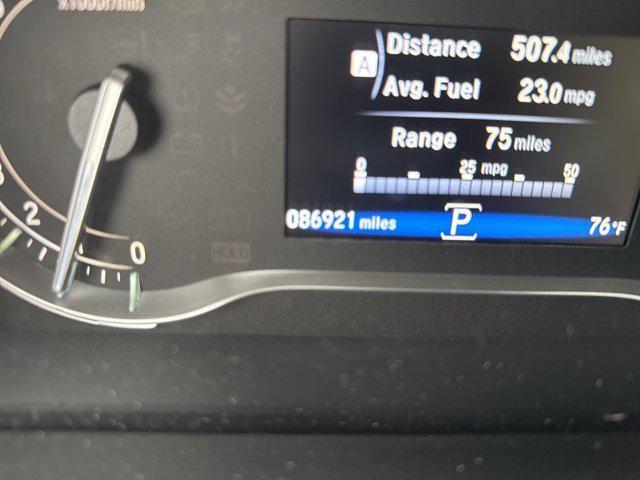 x1000r/min
A
Distance 507.4 miles
Avg. Fuel 23.0 mpg
Range 75 miles
0 25 mpg 50
086921 miles P 76°F
2
0
HOLD